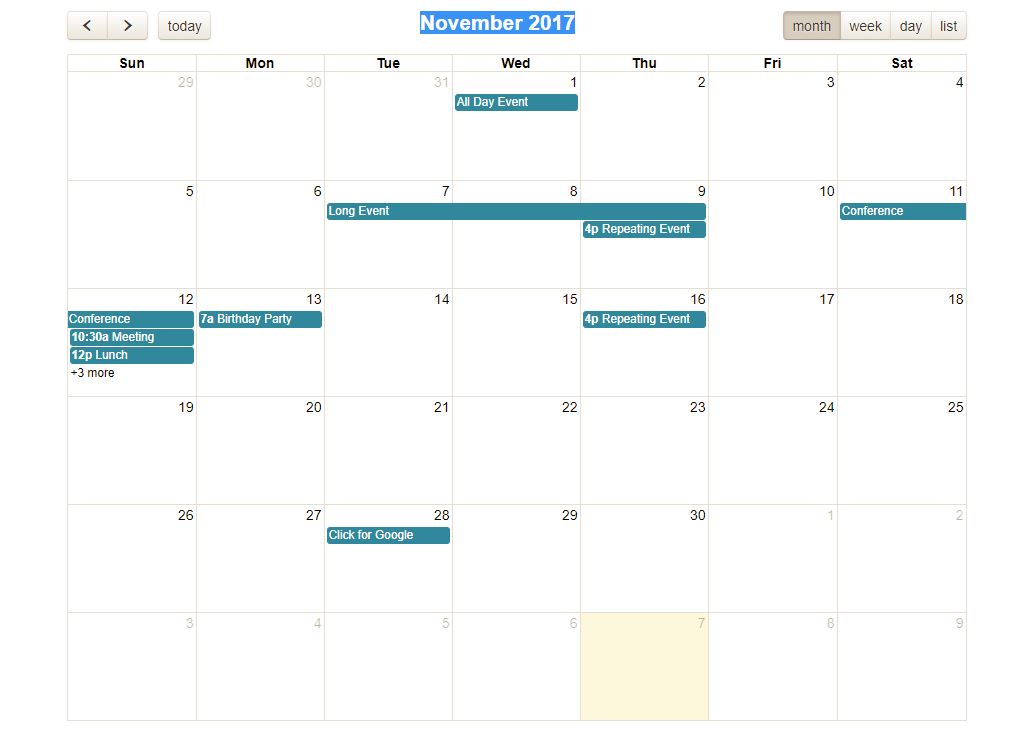 today
November 2017
month week day list
Sun Mon Tue Wed Thu Fri Sat
29 30 31 1 2 3 4
All Day Event
5 6 7 8 9 10 11
Long Event
Conference
4p Repeating Event
12 13 14 15 16 17 18
Conference
7a Birthday Party
4p Repeating Event
10:30a Meeting
12p Lunch
+3 more
19 20 21 22 23 24 25
26 27 28 29 30 1 2
Click for Google
3 4 5 6 7 8 9